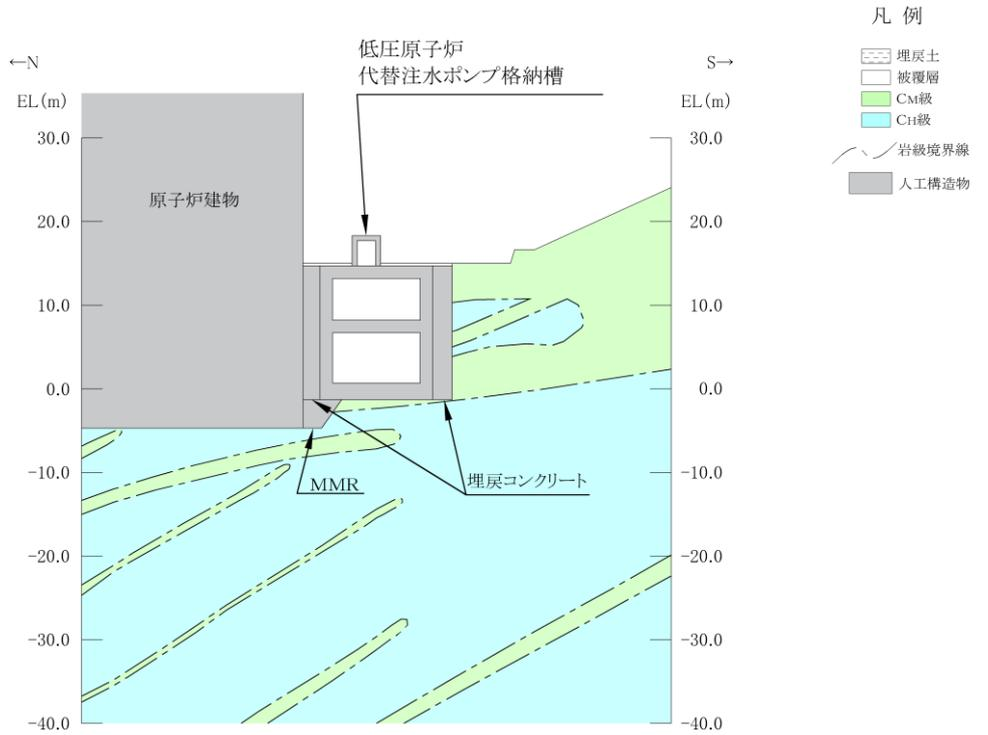 凡 例
埋戻土
被覆層
CM級
CH級
岩級境界線
人工構造物
←N
S→
低圧原子炉
代替注水ポンプ格納槽
EL(m)
EL(m)
30.0
30.0
原子炉建物
20.0
20.0
10.0
10.0
0.0
0.0
-10.0
-10.0
MMR
埋戻コンクリート
-20.0
-20.0
-30.0
-30.0
-40.0
-40.0